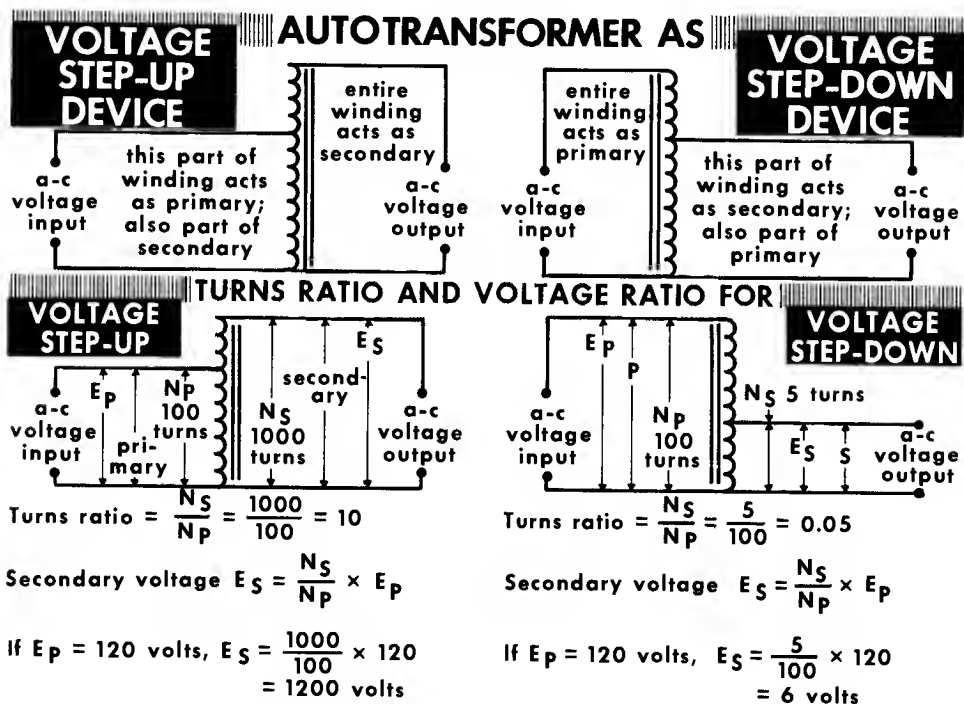 AUTOTRANSFORMER AS
VOLTAGE
STEP-UP
DEVICE
VOLTAGE
STEP-DOWN
DEVICE
entire
winding
acts as
secondary
this part of
winding acts
as primary;
also part of
secondary
a-c
voltage
input
a-c
voltage
output
entire
winding
acts as
primary
this part of
winding acts
as secondary;
also part of
primary
a-c
voltage
input
a-c
voltage
output
TURNS RATIO AND VOLTAGE RATIO FOR
VOLTAGE
STEP-UP
VOLTAGE
STEP-DOWN
a-c
voltage
input
EP
pri-
mary
NP
100
turns
NS
1000
turns
second-
ary
ES
a-c
voltage
output
Turns ratio = NS/NP = 1000/100 = 10
Secondary voltage ES = NS/NP × EP
If EP = 120 volts, ES = 1000/100 × 120
= 1200 volts
a-c
voltage
input
EP
P
NP
100
turns
NS 5 turns
ES
S
a-c
voltage
output
Turns ratio = NS/NP = 5/100 = 0.05
Secondary voltage ES = NS/NP × EP
If EP = 120 volts, ES = 5/100 × 120
= 6 volts